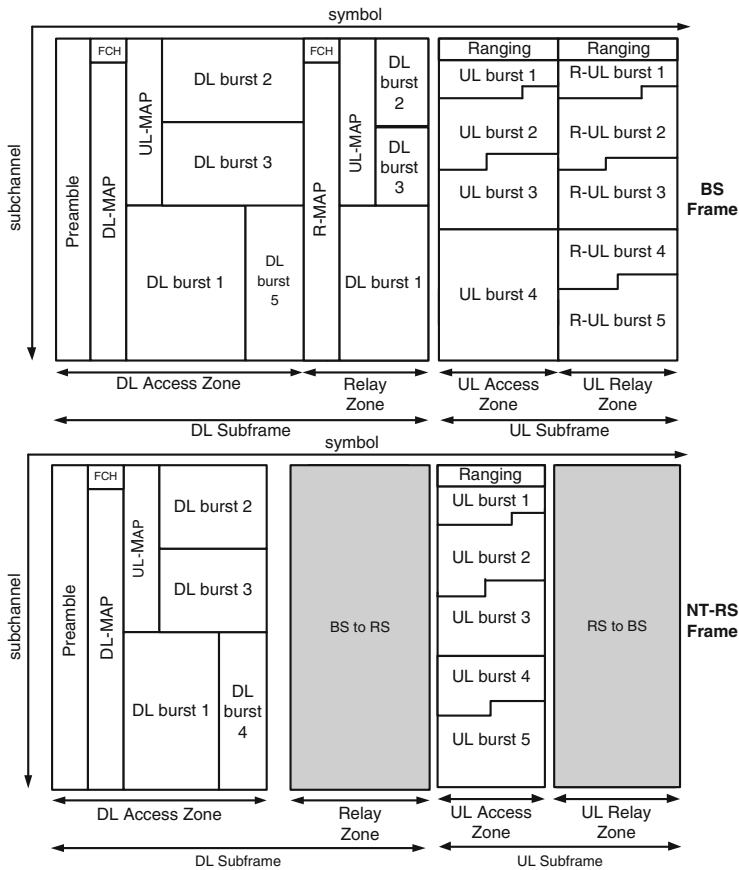 symbol
subchannel
Preamble
FCH
DL-MAP
UL-MAP
DL burst 2
DL burst 3
DL burst 1
DL
burst
5
FCH
R-MAP
UL-MAP
DL
burst
2
DL
burst
3
DL burst 1
Ranging
UL burst 1
UL burst 2
UL burst 3
UL burst 4
Ranging
R-UL burst 1
R-UL burst 2
R-UL burst 3
R-UL burst 4
R-UL burst 5
BS
Frame
DL Access Zone
Relay
Zone
UL Access
Zone
UL Relay
Zone
DL Subframe
UL Subframe
symbol
subchannel
Preamble
FCH
DL-MAP
UL-MAP
DL burst 2
DL burst 3
DL burst 1
DL
burst
4
BS to RS
Ranging
UL burst 1
UL burst 2
UL burst 3
UL burst 4
UL burst 5
RS to BS
NT-RS
Frame
DL Access Zone
Relay
Zone
UL Access
Zone
UL Relay
Zone
DL Subframe
UL Subframe